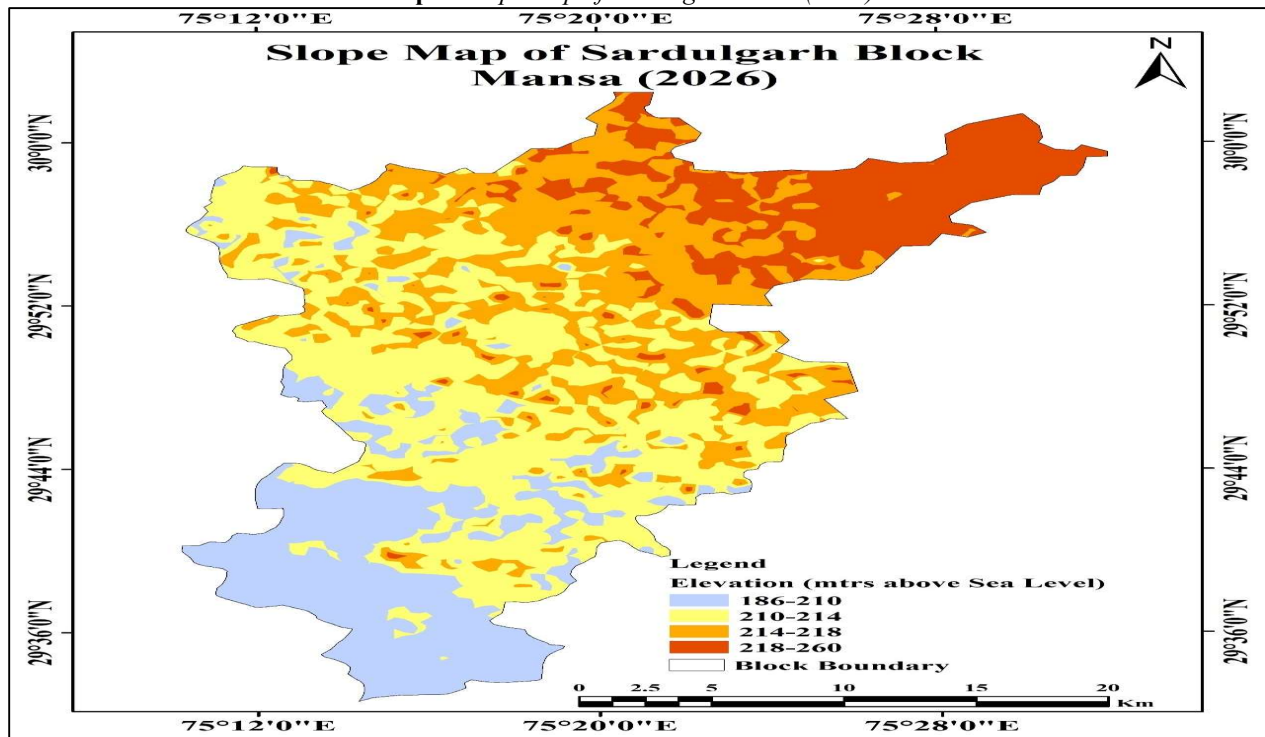 75°12'0"E 75°20'0"E 75°28'0"E
Slope Map of Sardulgarh Block
Mansa (2026)
N
30°0'0"N 30°0'0"N
29°52'0"N 29°52'0"N
29°44'0"N 29°44'0"N
29°36'0"N 29°36'0"N
Legend
Elevation (mtrs above Sea Level)
186-210
210-214
214-218
218-260
Block Boundary
0 2.5 5 10 15 20
Km
75°12'0"E 75°20'0"E 75°28'0"E